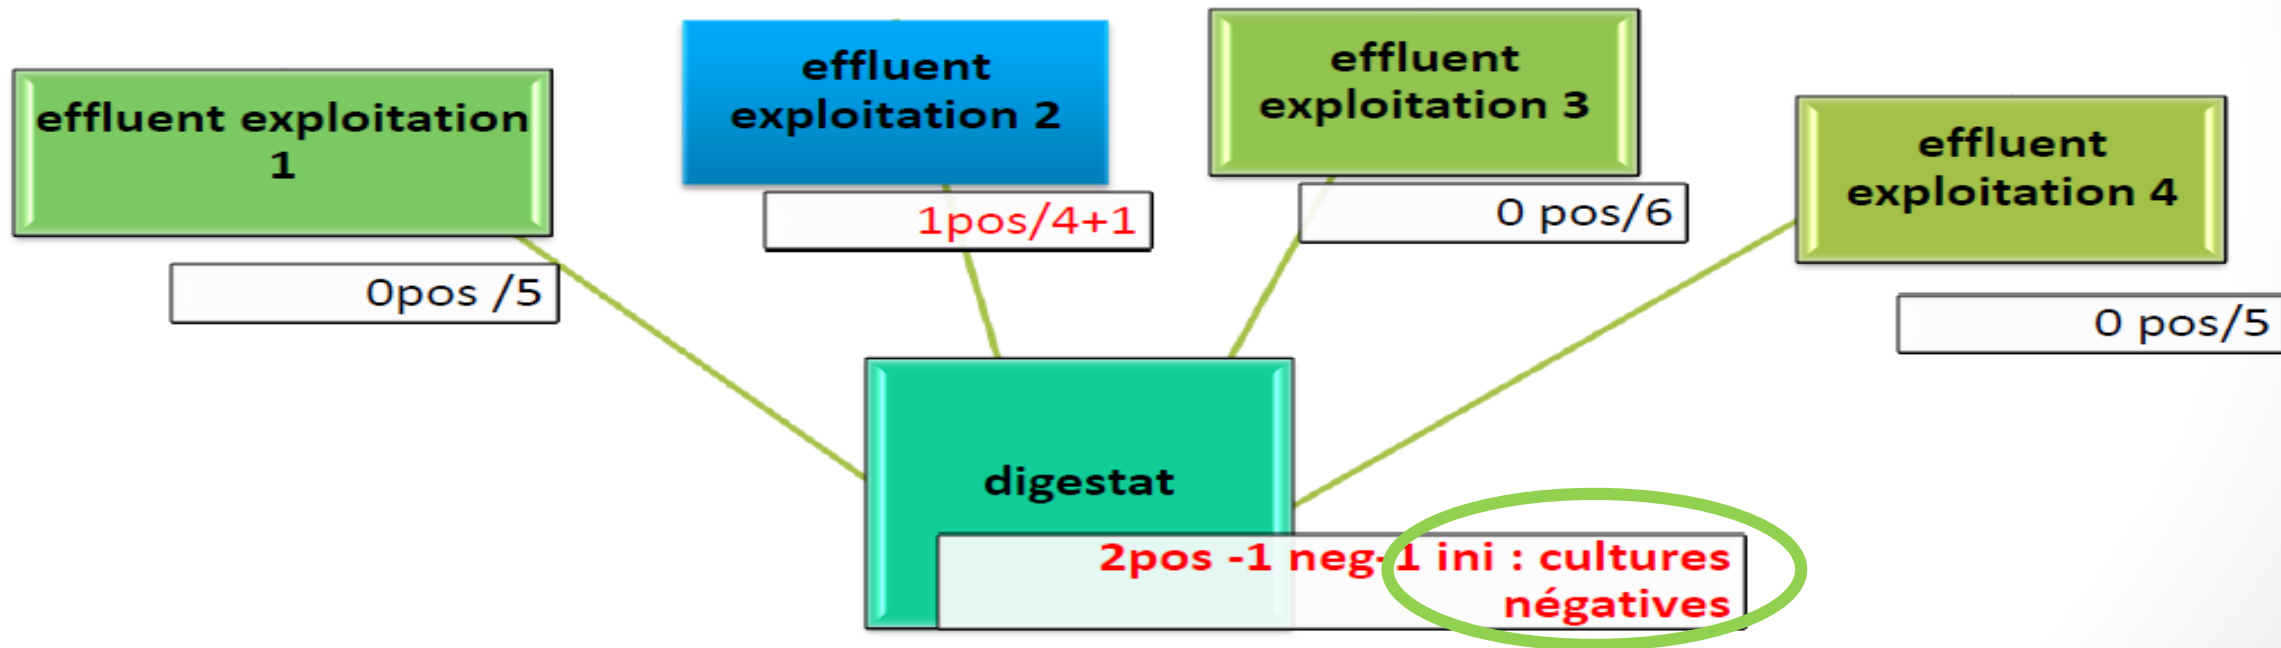 effluent exploitation
1
0pos /5
effluent
exploitation 2
1pos/4+1
effluent
exploitation 3
0 pos/6
effluent
exploitation 4
0 pos/5
digestat
2pos -1 neg-1 ini : cultures
négatives